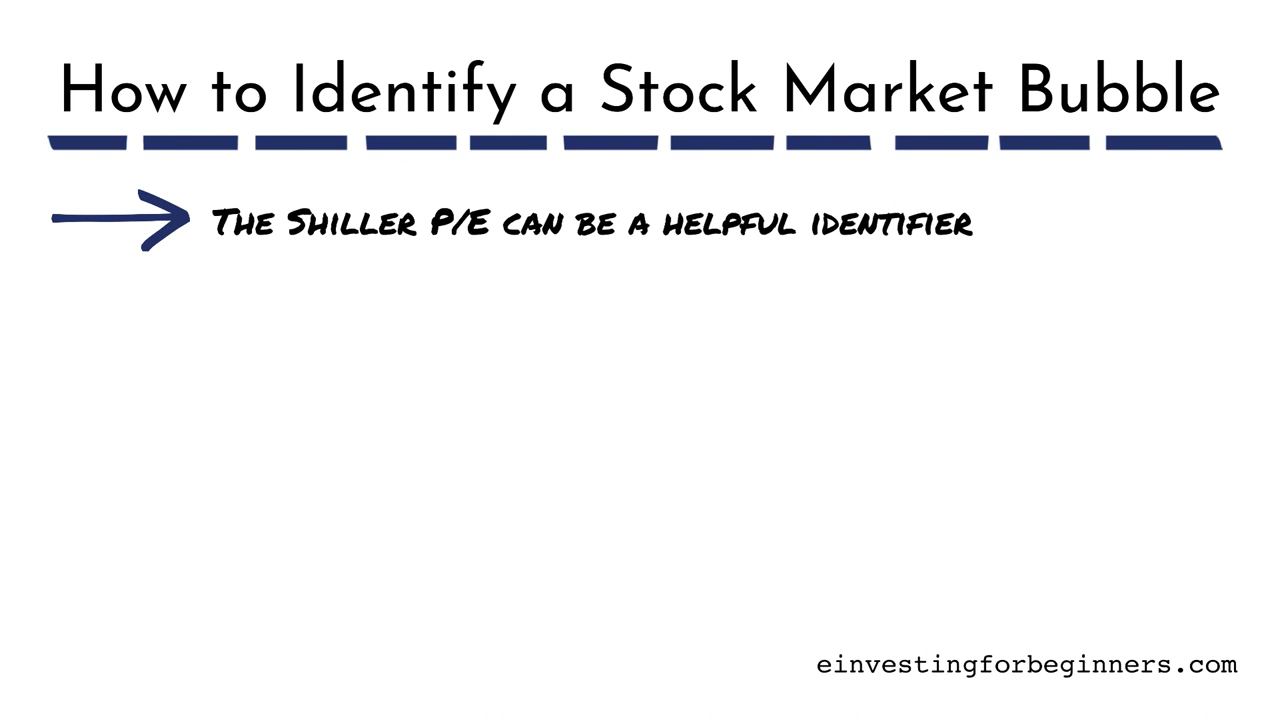 How to Identify a Stock Market Bubble
The Shiller P/E can be a helpful identifier
einvestingforbeginners.com